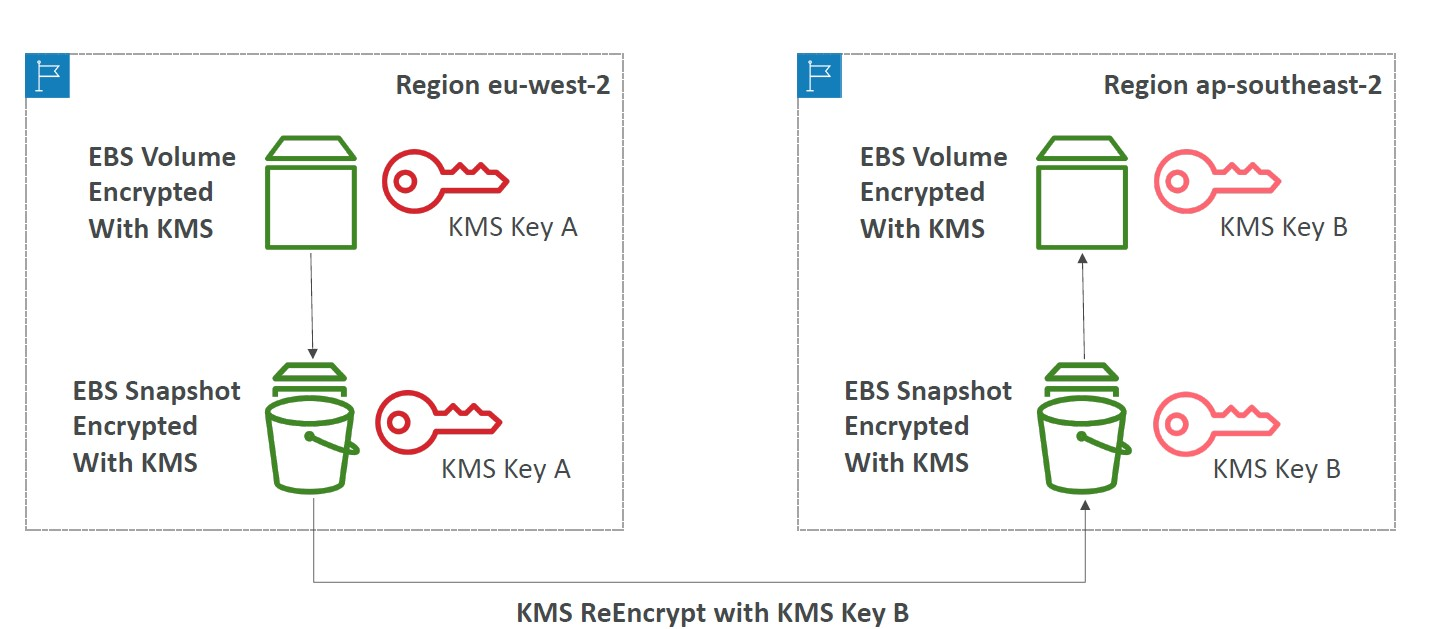 Region eu-west-2
EBS Volume
Encrypted
With KMS
KMS Key A
EBS Snapshot
Encrypted
With KMS
KMS Key A
Region ap-southeast-2
EBS Volume
Encrypted
With KMS
KMS Key B
EBS Snapshot
Encrypted
With KMS
KMS Key B
KMS ReEncrypt with KMS Key B